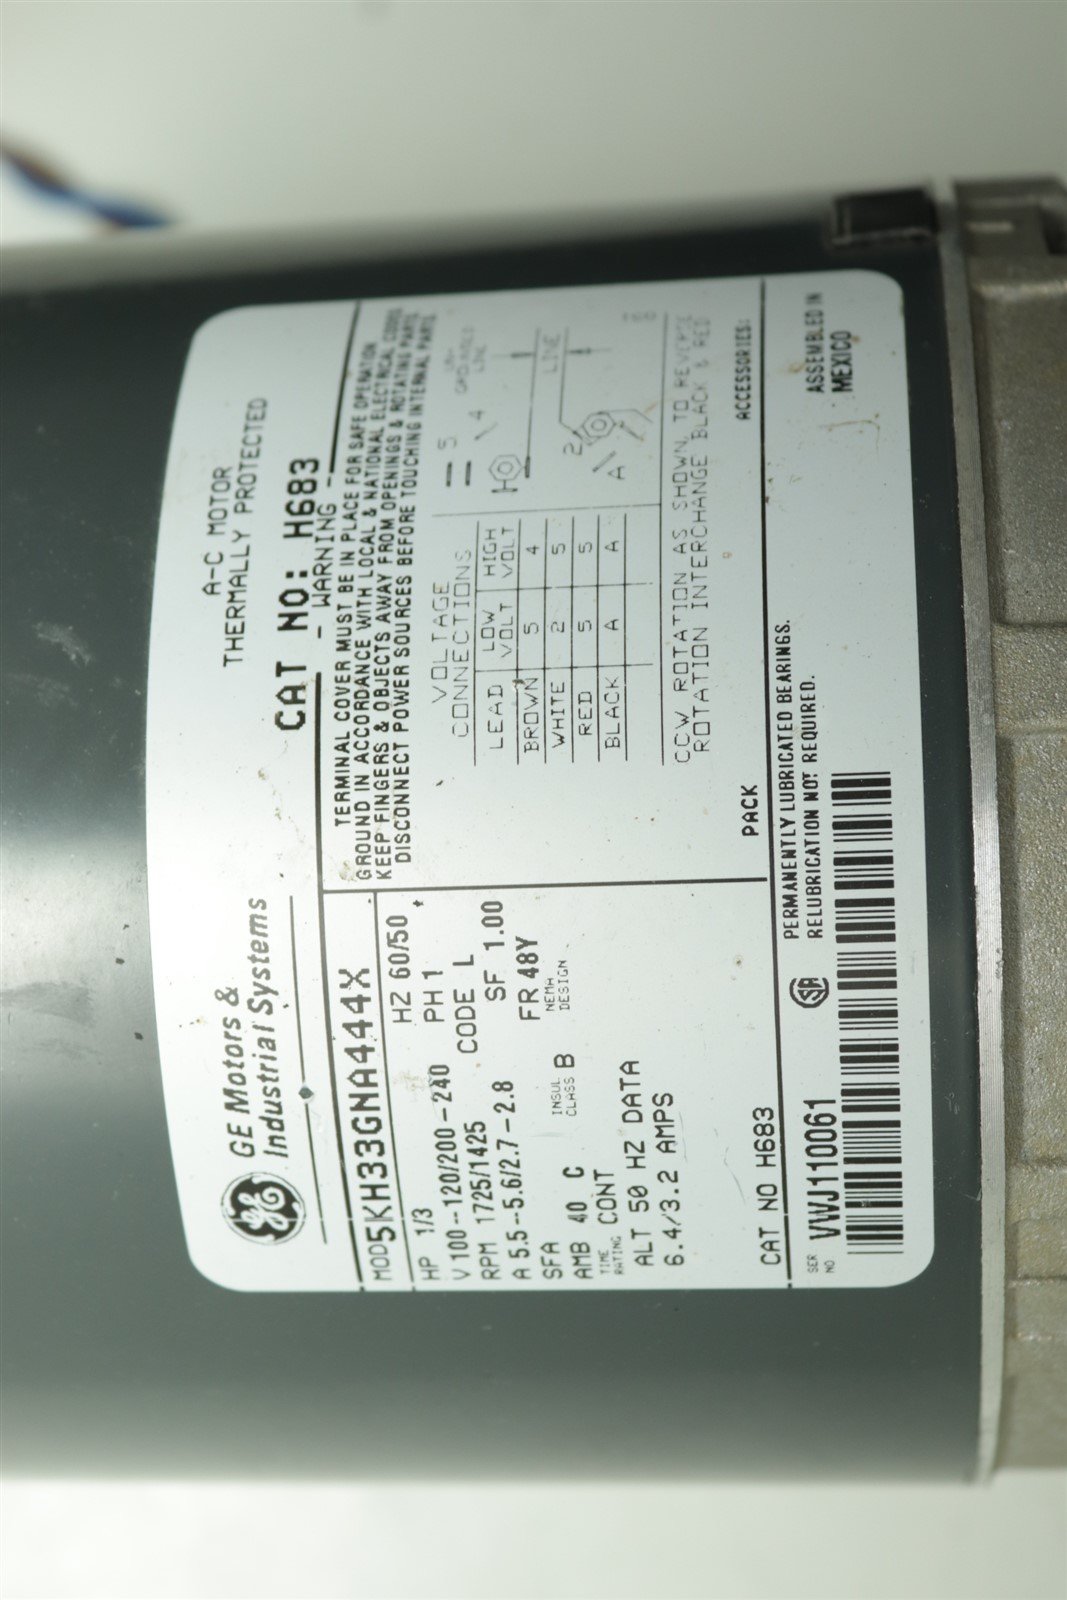 GE Motors &
Industrial Systems
A-C MOTOR
THERMALLY PROTECTED
CAT NO: H683
WARNING
TERMINAL COVER MUST BE IN PLACE FOR SAFE OPERATION
GROUND IN ACCORDANCE WITH LOCAL & NATIONAL ELECTRICAL CODES
KEEP FINGERS & OBJECTS AWAY FROM OPENINGS & ROTATING PARTS
DISCONNECT POWER SOURCES BEFORE TOUCHING INTERNAL PARTS
MOD 5KH33GNA444X
HP 1/3 HZ 60/50
V 100-120/200-240 PH 1
RPM 1725/1425 CODE L
A 5.5-5.6/2.7-2.8 SF 1.00
SFA FR 48Y
AMB 40 C INSUL CLASS B NEMA DESIGN
TIME RATING CONT
ALT 50 HZ DATA
6.4/3.2 AMPS
VOLTAGE
CONNECTIONS
LEAD LOW VOLT HIGH VOLT
BROWN 5 4
WHITE 2 5
RED 5 5
BLACK A A
5
4
GROUNDED
LINE
LINE
2
A
CCW ROTATION AS SHOWN, TO REVERSE
ROTATION INTERCHANGE BLACK & RED
PACK ACCESSORIES:
CAT NO H683
PERMANENTLY LUBRICATED BEARINGS.
RELUBRICATION NOT REQUIRED.
ASSEMBLED IN
MEXICO
SER NO VWJ110061